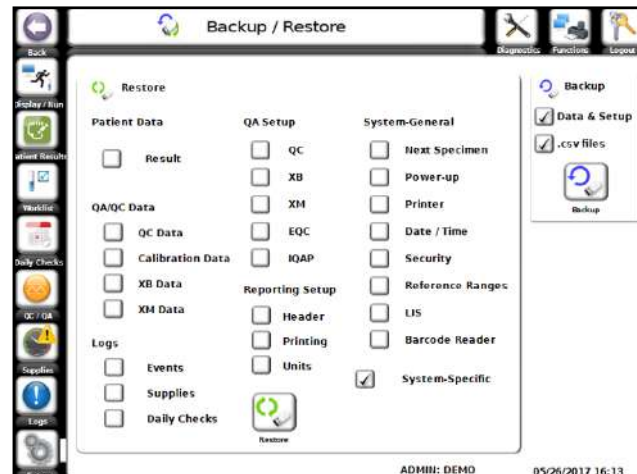 Backup / Restore
Back
Diagnostics
Functions
Logout
Display / Run
Patient Results
Worklist
Daily Checks
QC / QA
Supplies
Logs
Restore
Patient Data
Result
QA/QC Data
QC Data
Calibration Data
XB Data
XM Data
Logs
Events
Supplies
Daily Checks
QA Setup
QC
XB
XM
EQC
IQAP
Reporting Setup
Header
Printing
Units
Restore
System-General
Next Specimen
Power-up
Printer
Date / Time
Security
Reference Ranges
LIS
Barcode Reader
System-Specific
Backup
Data & Setup
.csv files
Backup
ADMIN: DEMO
05/26/2017 16:13